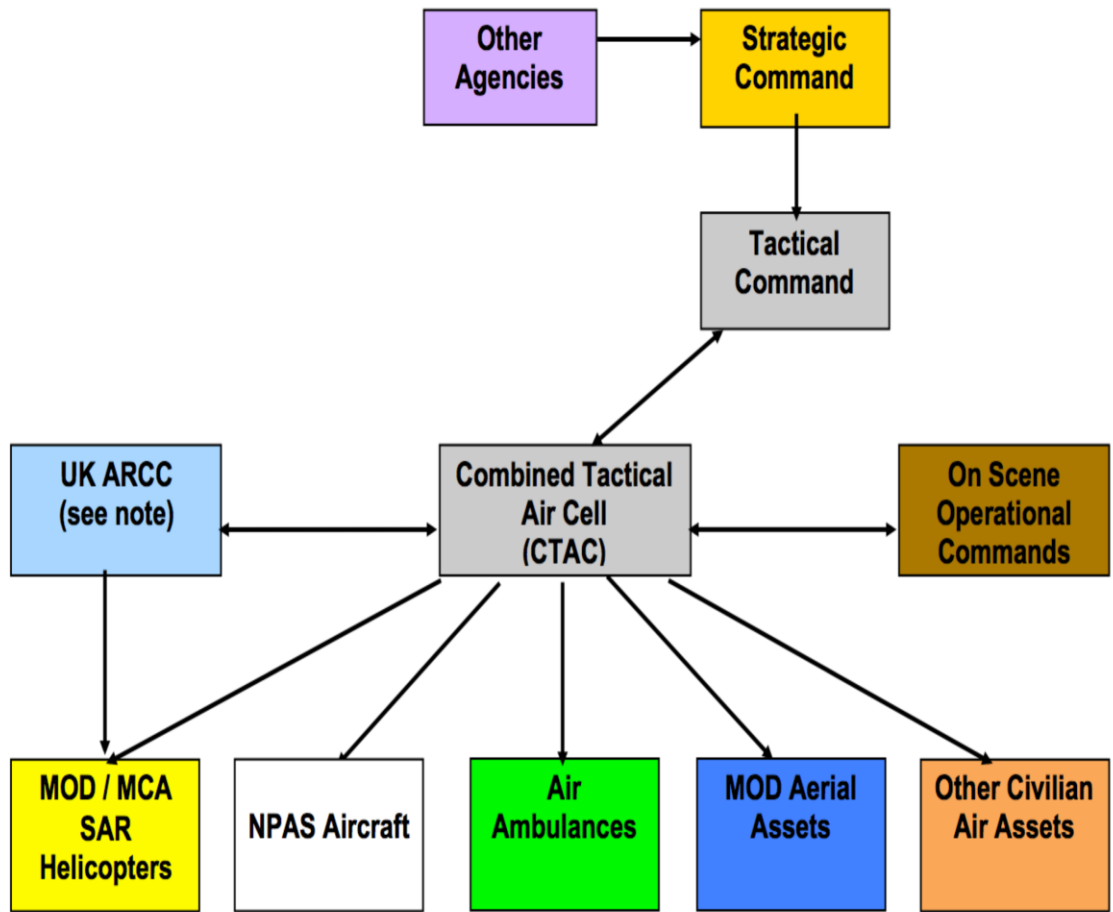 Other
Agencies
Strategic
Command
Tactical
Command
UK ARCC
(see note)
Combined Tactical
Air Cell
(CTAC)
On Scene
Operational
Commands
MOD / MCA
SAR
Helicopters
NPAS Aircraft
Air
Ambulances
MOD Aerial
Assets
Other Civilian
Air Assets